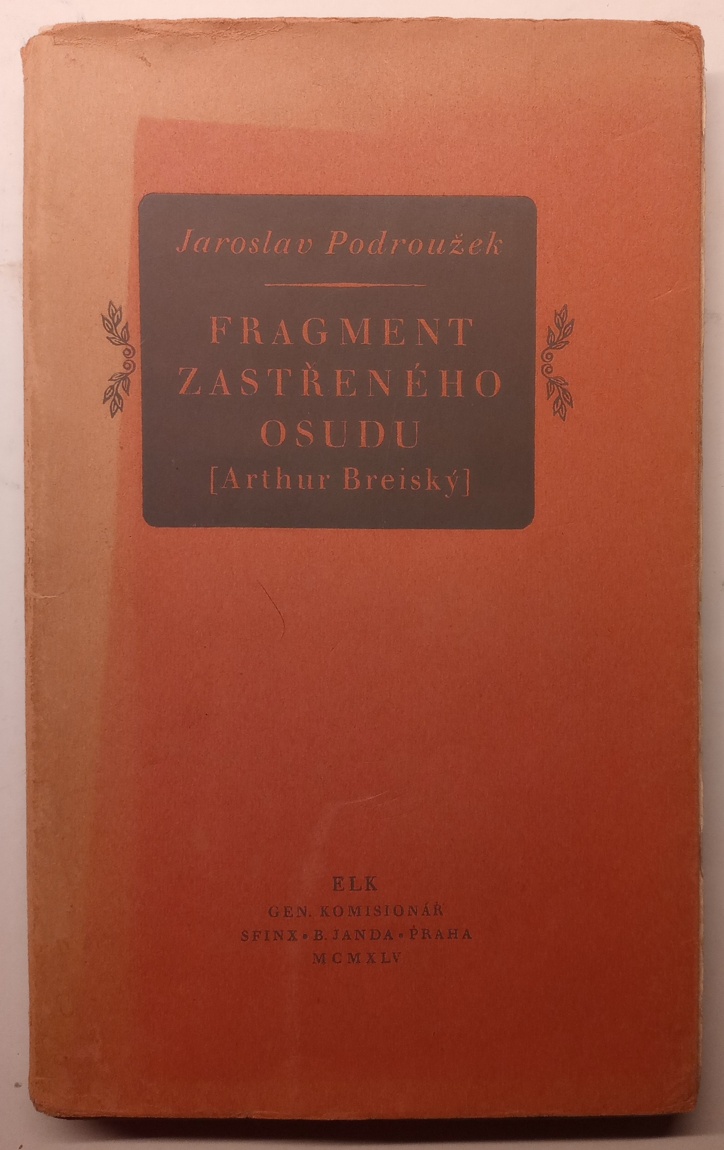 Jaroslav Podroužek
FRAGMENT
ZASTŘENÉHO
OSUDU
[Arthur Breiský]
ELK
GEN. KOMISIONÁŘ
SFINX • B. JANDA • PRAHA
MCMXLV